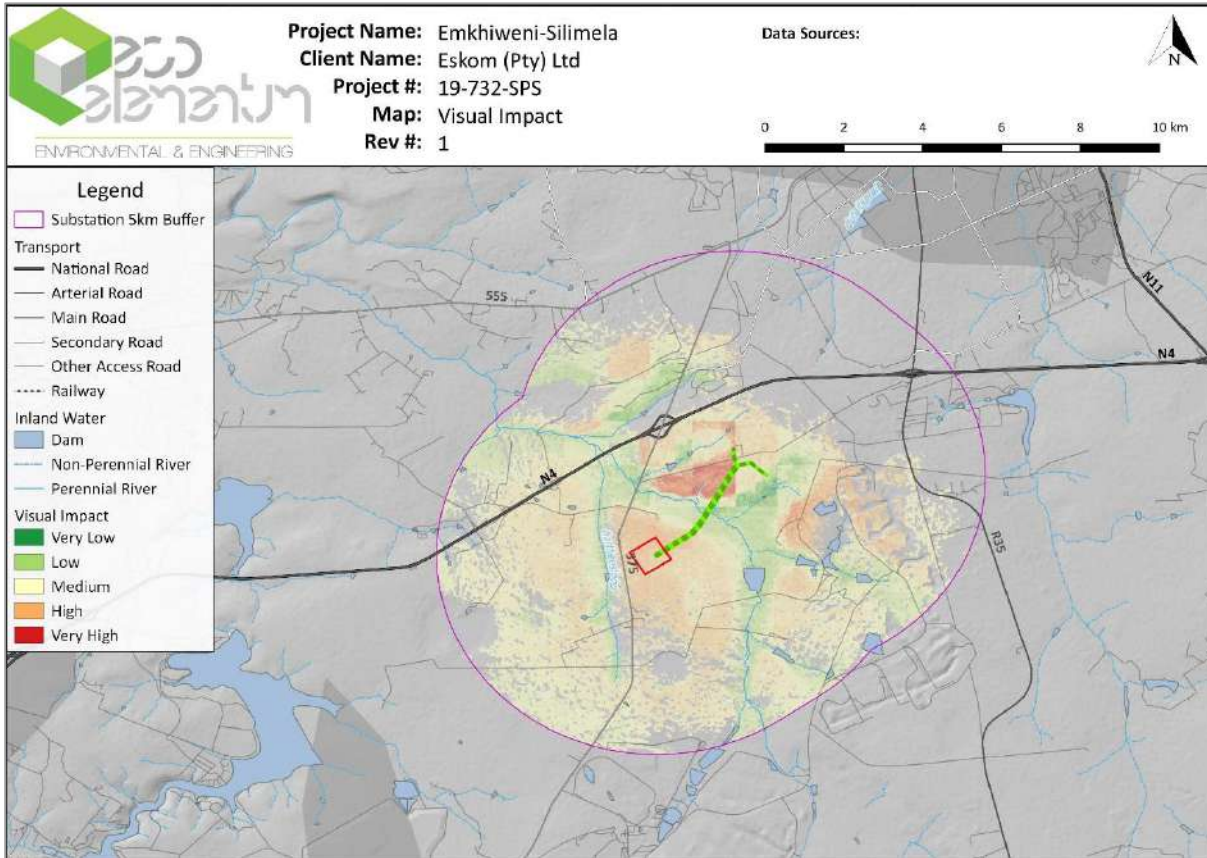 eco
elementum
ENVIRONMENTAL & ENGINEERING
Project Name: Emkhiweni-Silimela
Client Name: Eskom (Pty) Ltd
Project #: 19-732-SPS
Map: Visual Impact
Rev #: 1
Data Sources:
N
0 2 4 6 8 10 km
Legend
Substation 5km Buffer
Transport
National Road
Arterial Road
Main Road
Secondary Road
Other Access Road
Railway
Inland Water
Dam
Non-Perennial River
Perennial River
Visual Impact
Very Low
Low
Medium
High
Very High
555
N11
N4
N4
R35
575